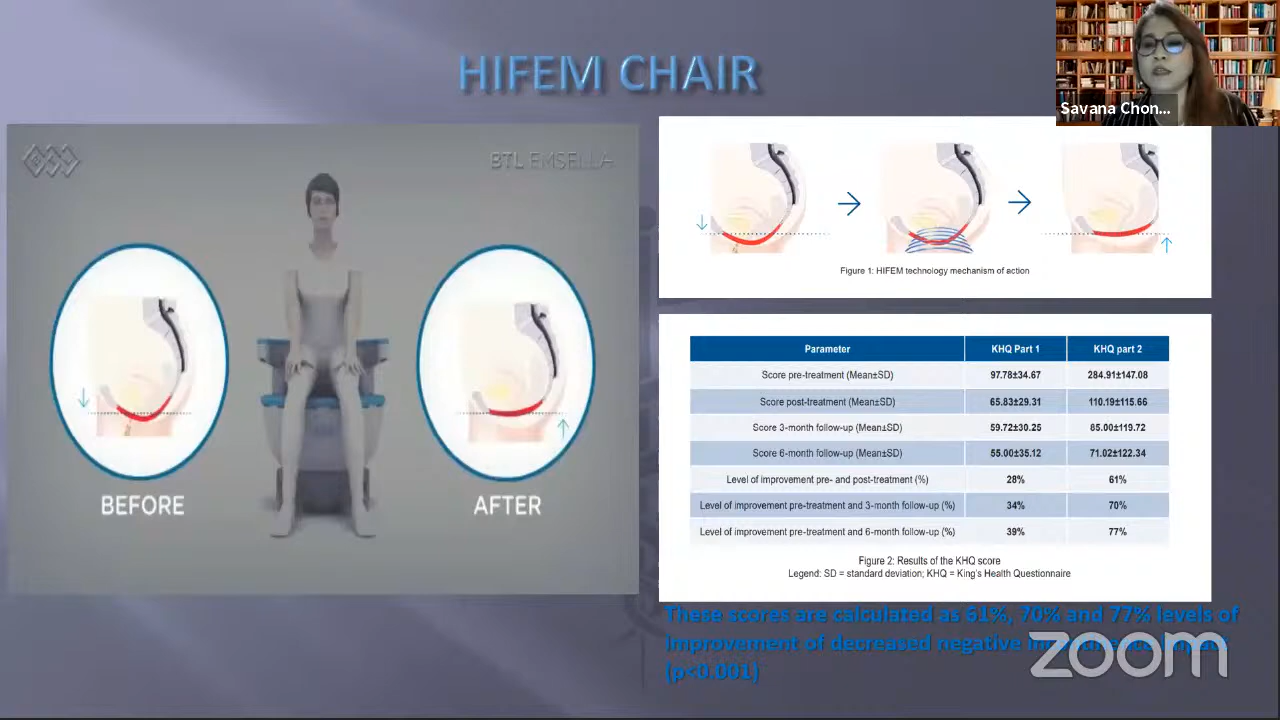 HIFEM CHAIR
Savana Chon...
BTL EMSELLA
BEFORE
AFTER
Figure 1: HIFEM technology mechanism of action
Parameter KHQ Part 1 KHQ part 2
Score pre-treatment (Mean±SD) 97.78±34.67 284.91±147.08
Score post-treatment (Mean±SD) 65.83±29.31 110.19±115.66
Score 3-month follow-up (Mean±SD) 59.72±30.25 85.00±119.72
Score 6-month follow-up (Mean±SD) 55.00±35.12 71.02±122.34
Level of improvement pre- and post-treatment (%) 28% 61%
Level of improvement pre-treatment and 3-month follow-up (%) 34% 70%
Level of improvement pre-treatment and 6-month follow-up (%) 39% 77%
Figure 2: Results of the KHQ score
Legend: SD = standard deviation; KHQ = King's Health Questionnaire
These scores are calculated as 61%, 70% and 77% levels of
improvement of decreased negative incontinence impact
(p<0.001)
zoom